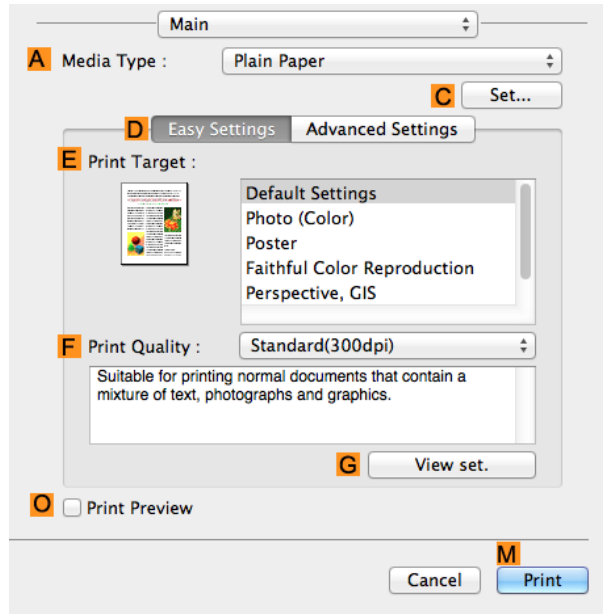 Main
A Media Type : Plain Paper
C Set...
D Easy Settings Advanced Settings
E Print Target :
Default Settings
Photo (Color)
Poster
Faithful Color Reproduction
Perspective, GIS
F Print Quality : Standard(300dpi)
Suitable for printing normal documents that contain a
mixture of text, photographs and graphics.
G View set.
O Print Preview
M
Cancel Print